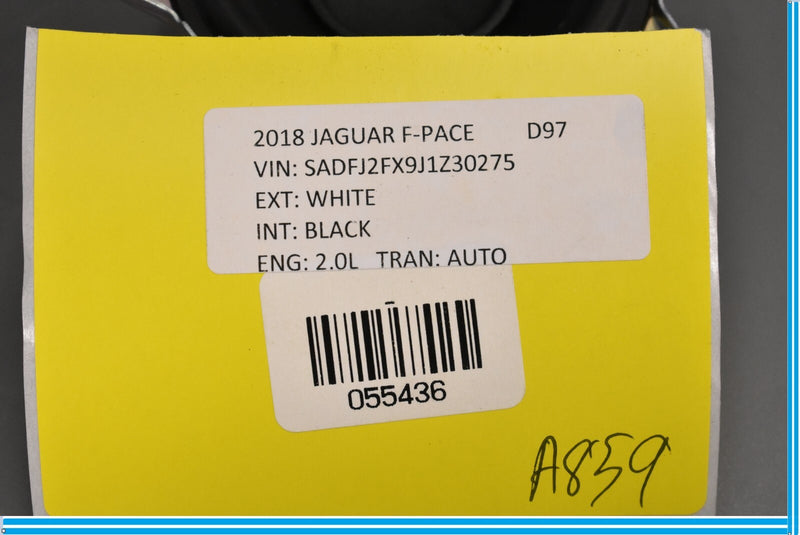 2018 JAGUAR F-PACE D97
VIN: SADFJ2FX9J1Z30275
EXT: WHITE
INT: BLACK
ENG: 2.0L TRAN: AUTO
055436
A859